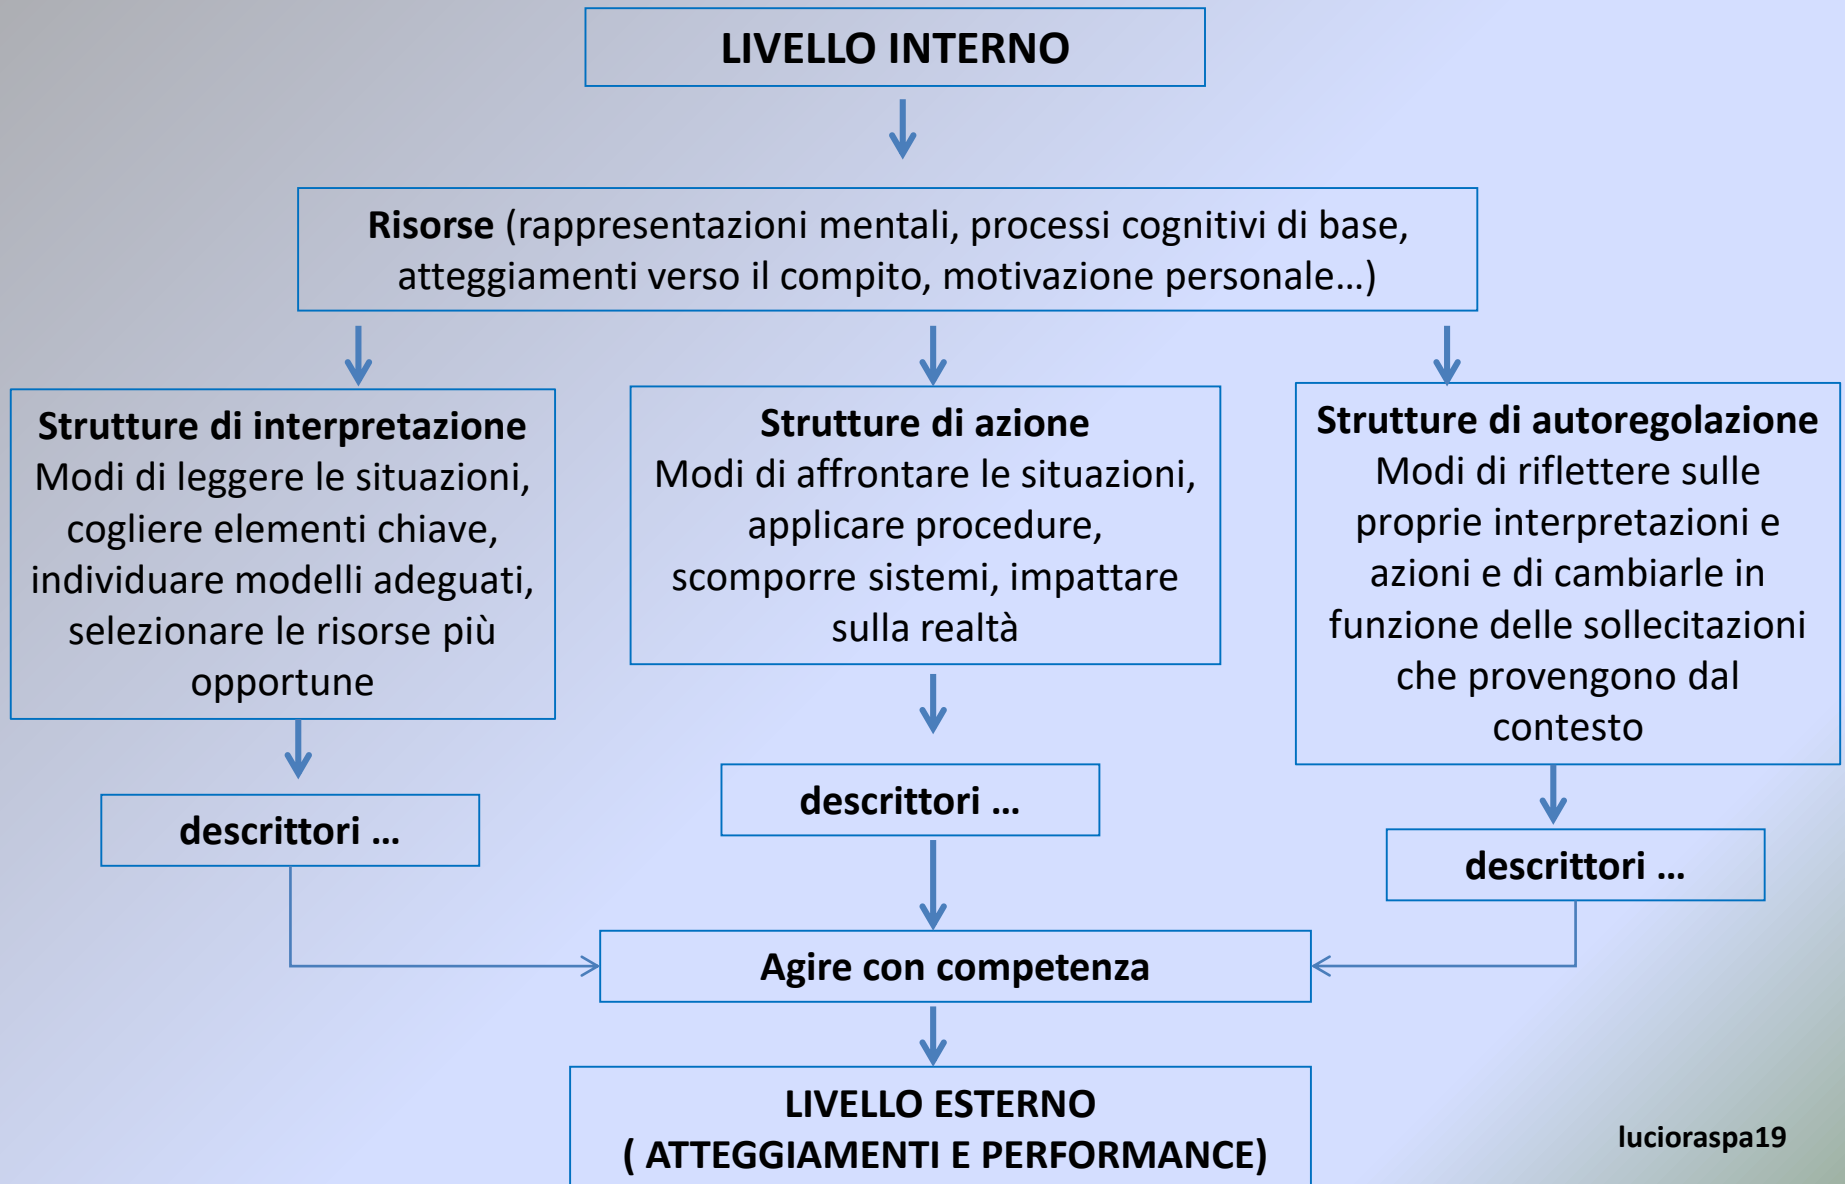 LIVELLO INTERNO
Risorse (rappresentazioni mentali, processi cognitivi di base,
atteggiamenti verso il compito, motivazione personale…)
Strutture di interpretazione
Modi di leggere le situazioni,
cogliere elementi chiave,
individuare modelli adeguati,
selezionare le risorse più
opportune
Strutture di azione
Modi di affrontare le situazioni,
applicare procedure,
scomporre sistemi, impattare
sulla realtà
Strutture di autoregolazione
Modi di riflettere sulle
proprie interpretazioni e
azioni e di cambiarle in
funzione delle sollecitazioni
che provengono dal
contesto
descrittori …
descrittori …
descrittori …
Agire con competenza
LIVELLO ESTERNO
( ATTEGGIAMENTI E PERFORMANCE)
lucioraspa19